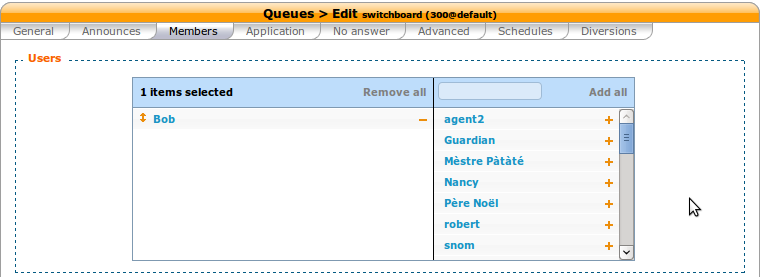 Queues > Edit switchboard (300@default)
General Announces Members Application No answer Advanced Schedules Diversions
Users
1 items selected Remove all Add all
Bob
agent2
Guardian
Mèstre Pàtàté
Nancy
Père Noël
robert
snom